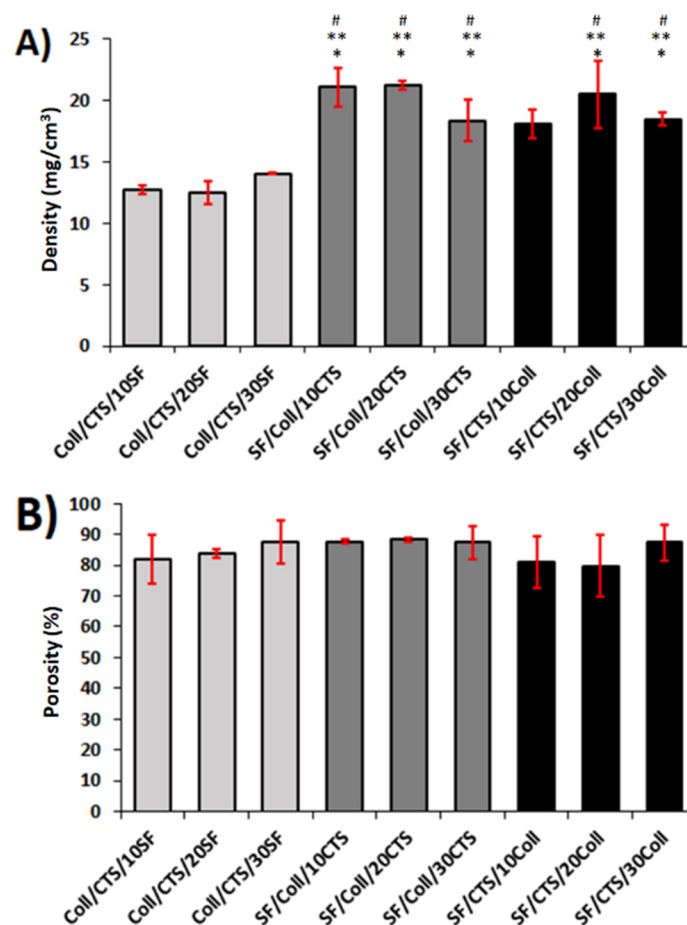 A)
# # # # #
** ** ** ** **
* * * * *
25
20
15
10
5
0
Density (mg/cm³)
Coll/CTS/10SF
Coll/CTS/20SF
Coll/CTS/30SF
SF/Coll/10CTS
SF/Coll/20CTS
SF/Coll/30CTS
SF/CTS/10Coll
SF/CTS/20Coll
SF/CTS/30Coll
B)
100
90
80
70
60
50
40
30
20
10
0
Porosity (%)
Coll/CTS/10SF
Coll/CTS/20SF
Coll/CTS/30SF
SF/Coll/10CTS
SF/Coll/20CTS
SF/Coll/30CTS
SF/CTS/10Coll
SF/CTS/20Coll
SF/CTS/30Coll